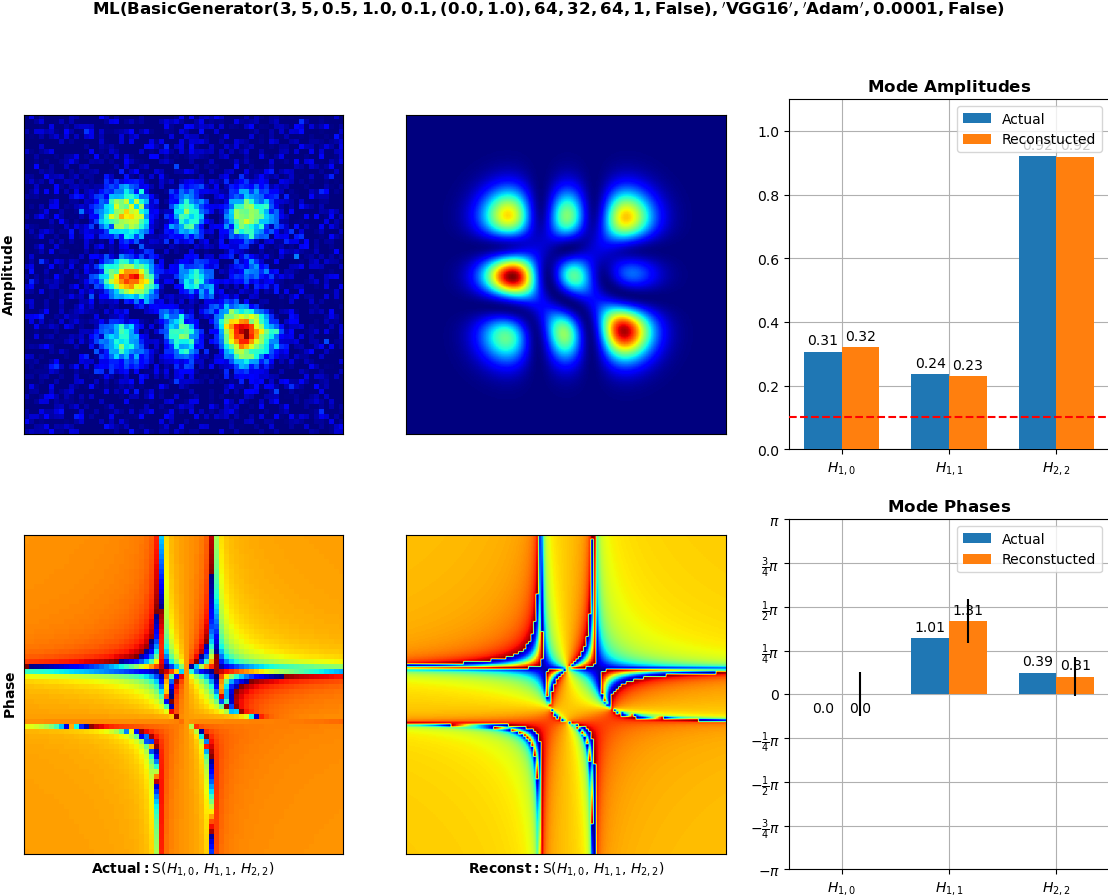 ML(BasicGenerator(3, 5, 0.5, 1.0, 0.1, (0.0, 1.0), 64, 32, 64, 1, False), ′VGG16′, ′Adam′, 0.0001, False)
Amplitude
Mode Amplitudes
Actual
Reconstucted
1.0
0.8
0.6
0.4
0.2
0.0
0.31 0.32
0.24 0.23
0.92 0.92
H1,0 H1,1 H2,2
Phase
Actual: S(H1,0, H1,1, H2,2)
Reconst: S(H1,0, H1,1, H2,2)
Mode Phases
Actual
Reconstucted
π
3/4π
1/2π
1/4π
0
−1/4π
−1/2π
−3/4π
−π
0.0 0.0
1.01 1.31
0.39 0.31
H1,0 H1,1 H2,2